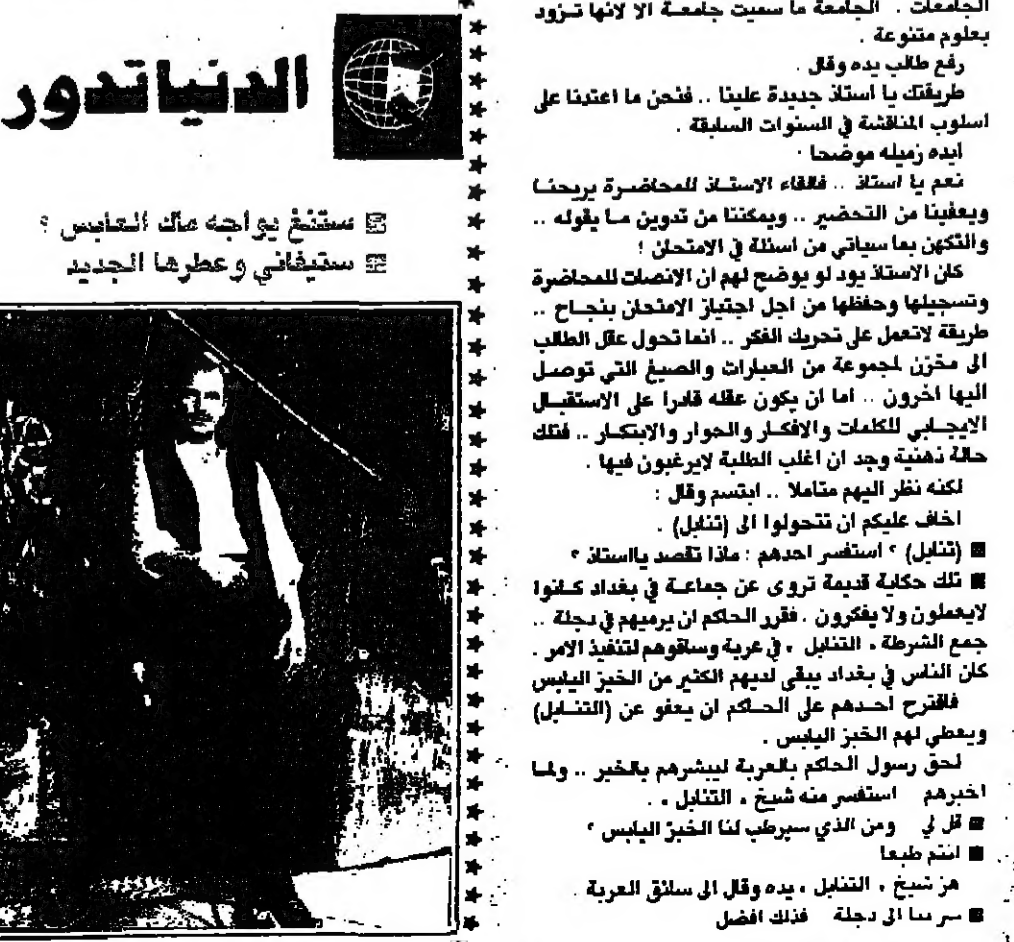 الجامعات . الجامعة ما سميت جامعة الا لانها تزود
بعلوم متنوعة .
رفع طالب يده وقال .
طريقتك يا استاذ جديدة علينا .. فنحن ما اعتدنا على
اسلوب المناقشة في السنوات السابقة .
ايده زميله موضحا .
نعم يا استاذ .. فالقاء الاستاذ للمحاضرة يريحنا
ويعفينا من التحضير .. ويمكننا من تدوين ما يقوله ..
والتكهن بما سياتي من اسئلة في الامتحان !
كان الاستاذ يود لو يوضح لهم ان الانصات للمحاضرة
وتسجيلها وحفظها من اجل اجتياز الامتحان بنجاح ..
طريقة لاتعمل على تحريك الفكر .. انما تحول عقل الطالب
الى مخزن لمجموعة من العبارات والصيغ التي توصل
اليها اخرون .. اما ان يكون عقله قادرا على الاستقبال
الايجابي للكلمات والافكار والحوار والابتكار .. فتلك
حالة ذهنية وجد ان اغلب الطلبة لايرغبون فيها .
لكنه نظر اليهم متاملا .. ابتسم وقال :
اخاف عليكم ان تتحولوا الى (تنابل) .
(تنابل) ؟ استفسر احدهم : ماذا تقصد يااستاذ ؟
تلك حكاية قديمة تروى عن جماعة في بغداد كانوا
لايعملون ولا يفكرون . فقرر الحاكم ان يرميهم في دجلة ..
جمع الشرطة ، التنابل ، في عربة وساقوهم لتنفيذ الامر .
كان الناس في بغداد يبقى لديهم الكثير من الخبز اليابس
فاقترح احدهم على الحاكم ان يعفو عن (التنابل)
ويعطي لهم الخبز اليابس .
لحق رسول الحاكم بالعربة ليبشرهم بالخبر .. ولما
اخبرهم استفسر منه شيخ ، التنابل ، .
قل لي ومن الذي سيرطب لنا الخبز اليابس ؟
انتم طبعا
هز شيخ ، التنابل ، يده وقال الى سائق العربة .
سر بنا الى دجلة فذلك افضل
الدنيا تدور
ستنغ يواجه ماك العابس ؟
ستيفاني وعطرها الجديد